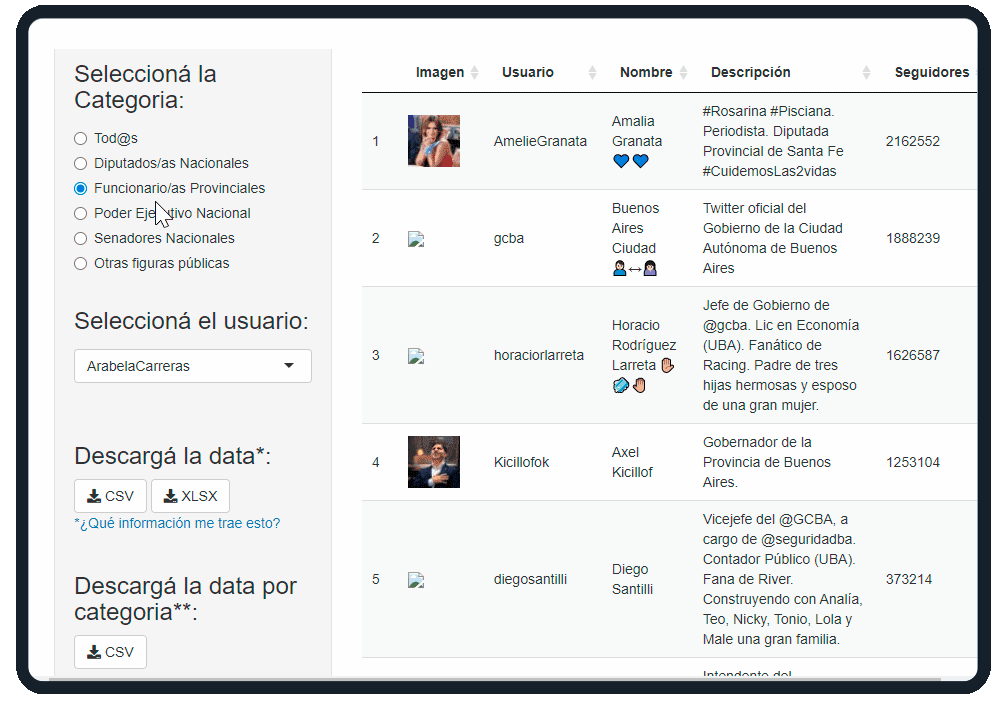 Seleccioná la
Categoria:
Tod@s
Diputados/as Nacionales
Funcionario/as Provinciales
Poder Ejecutivo Nacional
Senadores Nacionales
Otras figuras públicas
Seleccioná el usuario:
ArabelaCarreras
Descargá la data*:
CSV XLSX
*¿Qué información me trae esto?
Descargá la data por
categoria**:
CSV
Imagen Usuario Nombre Descripción Seguidores
1
AmelieGranata
Amalia
Granata
💙💙
#Rosarina #Pisciana.
Periodista. Diputada
Provincial de Santa Fe
#CuidemosLas2vidas
2162552
2
gcba
Buenos
Aires
Ciudad
👤↔️👤
Twitter oficial del
Gobierno de la Ciudad
Autónoma de Buenos
Aires
1888239
3
horaciorlarreta
Horacio
Rodríguez
Larreta ✋
🧼🤚
Jefe de Gobierno de
@gcba. Lic en Economía
(UBA). Fanático de
Racing. Padre de tres
hijas hermosas y esposo
de una gran mujer.
1626587
4
Kicillofok
Axel
Kicillof
Gobernador de la
Provincia de Buenos
Aires.
1253104
5
diegosantilli
Diego
Santilli
Vicejefe del @GCBA, a
cargo de @seguridadba.
Contador Público (UBA).
Fana de River.
Construyendo con Analía,
Teo, Nicky, Tonio, Lola y
Male una gran familia.
373214
Intendente del